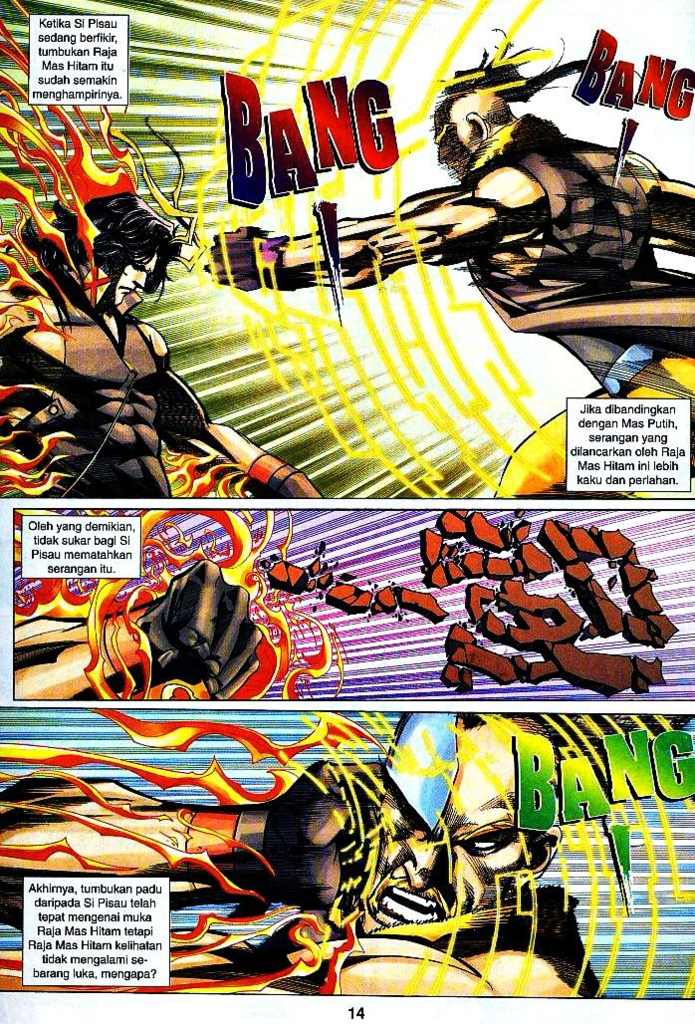 Ketika Si Pisau
sedang berfikir,
tumbukan Raja
Mas Hitam itu
sudah semakin
menghampirinya.
BANG
!
BANG
!
Jika dibandingkan
dengan Mas Putih,
serangan yang
dilancarkan oleh Raja
Mas Hitam ini lebih
kaku dan perlahan.
Oleh yang demikian,
tidak sukar bagi Si
Pisau mematahkan
serangan itu.
BANG
!
Akhirnya, tumbukan padu
daripada Si Pisau telah
tepat mengenai muka
Raja Mas Hitam tetapi
Raja Mas Hitam kelihatan
tidak mengalami se-
barang luka, mengapa?
14